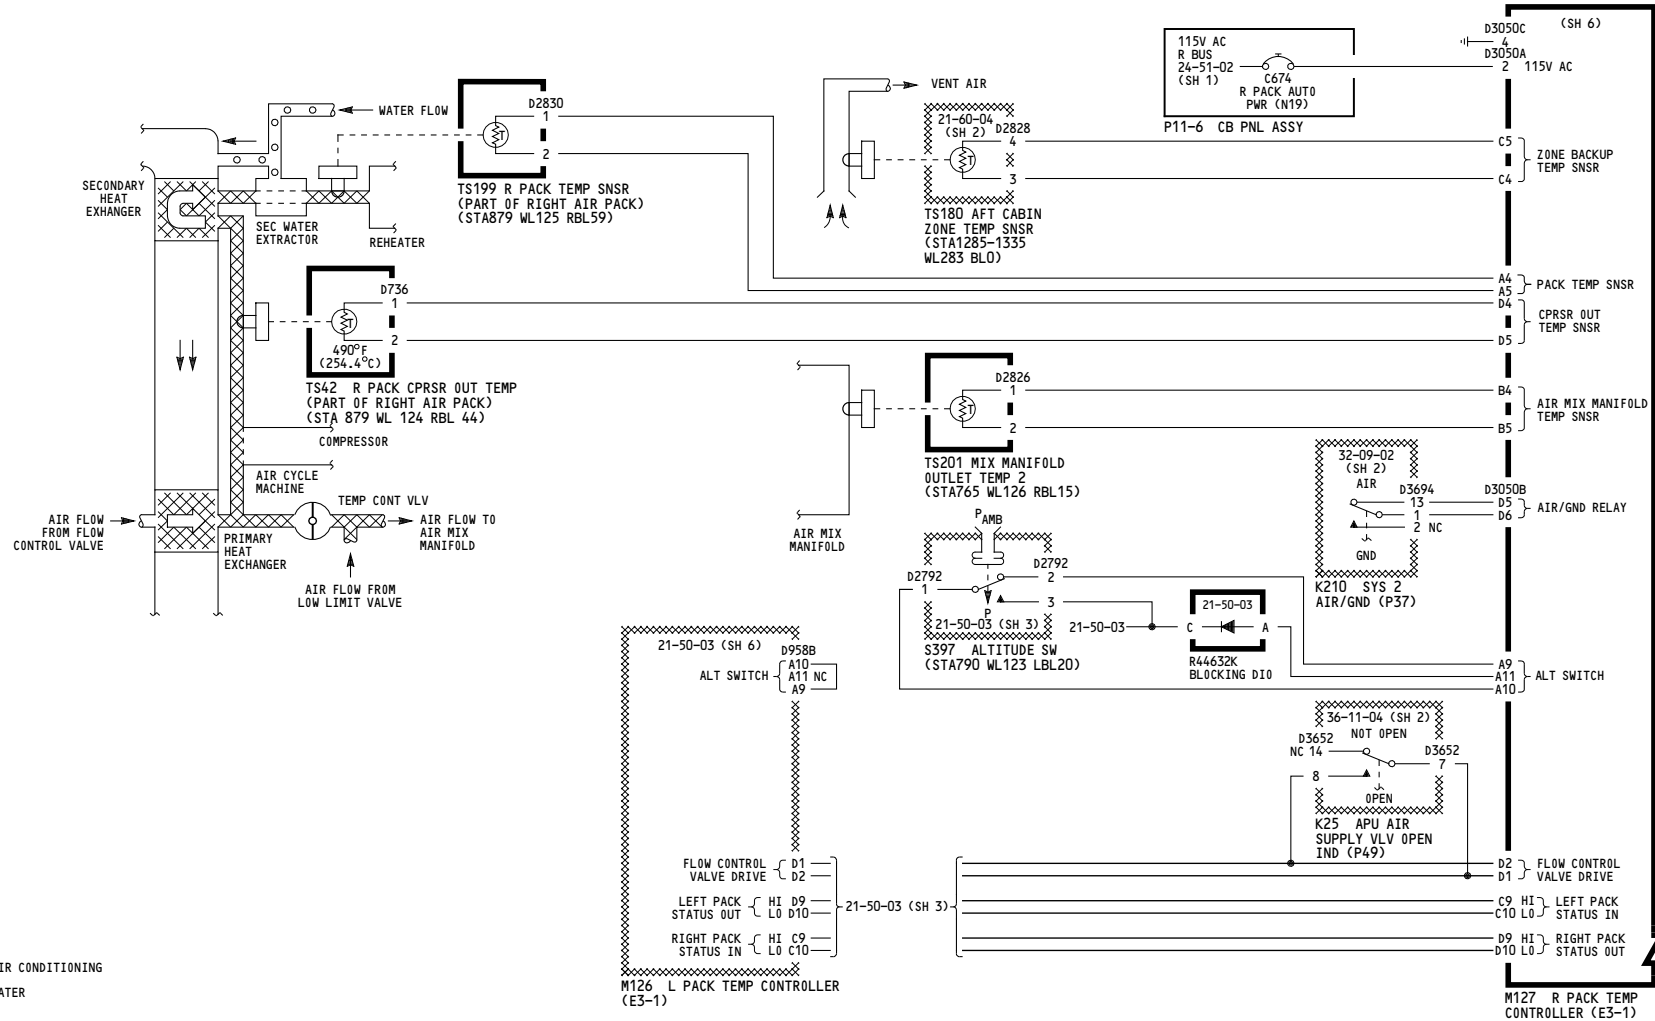 (SH 6)
D3050C
4
D3050A
2 115V AC
115V AC
R BUS
24-51-02
(SH 1)
C674
R PACK AUTO
PWR (N19)
P11-6 CB PNL ASSY
WATER FLOW
D2830
1
2
TS199 R PACK TEMP SNSR
(PART OF RIGHT AIR PACK)
(STA879 WL125 RBL59)
VENT AIR
21-60-04
(SH 2)
D2828
4
3
T
TS180 AFT CABIN
ZONE TEMP SNSR
(STA1285-1335
WL283 BL0)
C5
C4
ZONE BACKUP
TEMP SNSR
SECONDARY
HEAT
EXHANGER
SEC WATER
EXTRACTOR
REHEATER
T
A4
A5
PACK TEMP SNSR
D4
D5
CPRSR OUT
TEMP SNSR
D736
1
2
T
490°F
(254.4°C)
TS42 R PACK CPRSR OUT TEMP
(PART OF RIGHT AIR PACK)
(STA 879 WL 124 RBL 44)
COMPRESSOR
AIR CYCLE
MACHINE
TEMP CONT VLV
AIR FLOW
FROM FLOW
CONTROL VALVE
PRIMARY
HEAT
EXCHANGER
AIR FLOW TO
AIR MIX
MANIFOLD
AIR FLOW FROM
LOW LIMIT VALVE
D2826
1
2
T
TS201 MIX MANIFOLD
OUTLET TEMP 2
(STA765 WL126 RBL15)
AIR MIX
MANIFOLD
B4
B5
AIR MIX MANIFOLD
TEMP SNSR
32-09-02
(SH 2)
AIR
D3694
13
1
2 NC
GND
K210 SYS 2
AIR/GND (P37)
D3050B
D5
D6
AIR/GND RELAY
P AMB
D2792
1
D2792
2
3
P
21-50-03 (SH 3)
S397 ALTITUDE SW
(STA790 WL123 LBL20)
21-50-03
21-50-03
C A
R44632K
BLOCKING DIO
A9
A11
A10
ALT SWITCH
21-50-03 (SH 6)
D958B
ALT SWITCH
A10
A11 NC
A9
36-11-04 (SH 2)
NOT OPEN
D3652
NC 14
8
D3652
7
OPEN
K25 APU AIR
SUPPLY VLV OPEN
IND (P49)
FLOW CONTROL
VALVE DRIVE
D1
D2
LEFT PACK
STATUS OUT
HI D9
LO D10
RIGHT PACK
STATUS IN
HI C9
LO C10
21-50-03 (SH 3)
D2
D1
FLOW CONTROL
VALVE DRIVE
C9 HI
C10 LO
LEFT PACK
STATUS IN
D9 HI
D10 LO
RIGHT PACK
STATUS OUT
M126 L PACK TEMP CONTROLLER
(E3-1)
M127 R PACK TEMP
CONTROLLER (E3-1)
IR CONDITIONING
ATER